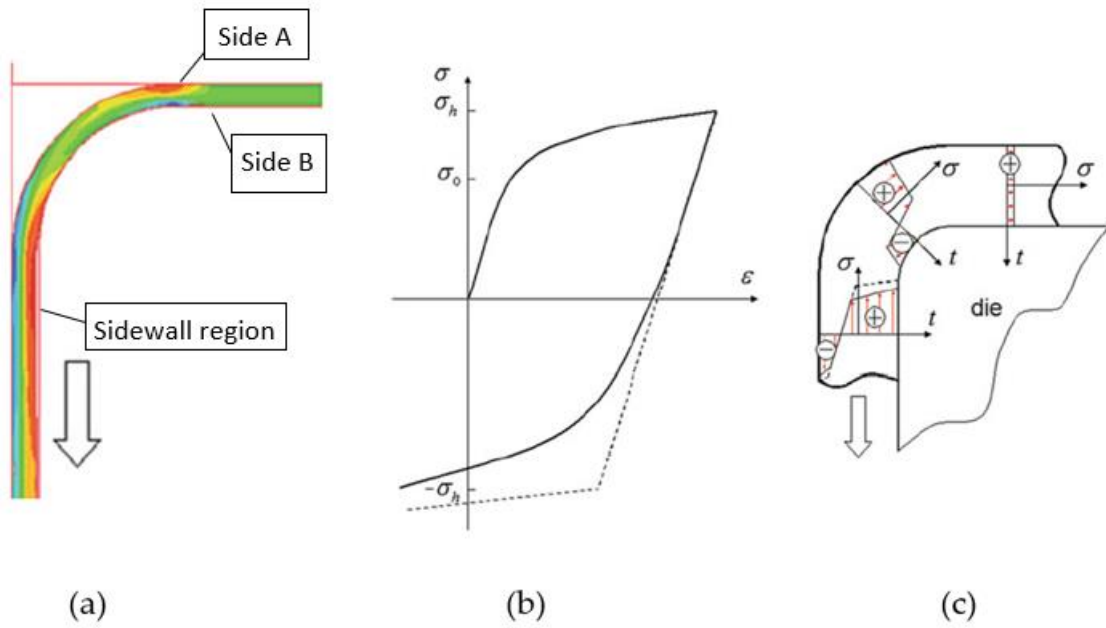 Side A
Side B
Sidewall region
(a)
σ
σₕ
σ₀
ε
-σₕ
(b)
+
σ
+
σ
−
t
t
σ
die
+
t
−
(c)